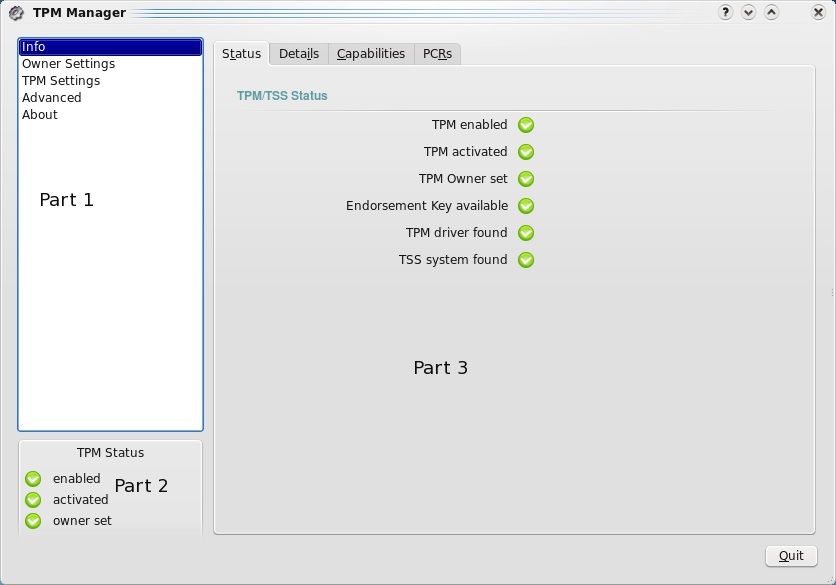 TPM Manager
?
Info
Owner Settings
TPM Settings
Advanced
About
Part 1
TPM Status
enabled
activated
owner set
Part 2
Status Details Capabilities PCRs
TPM/TSS Status
TPM enabled
TPM activated
TPM Owner set
Endorsement Key available
TPM driver found
TSS system found
Part 3
Quit